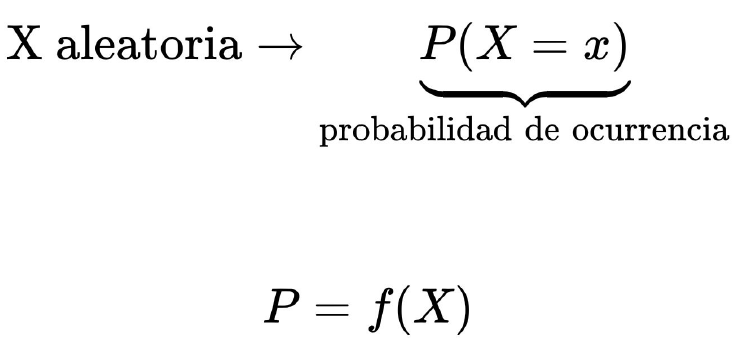 X aleatoria → P(X = x)
probabilidad de ocurrencia
P = f(X)